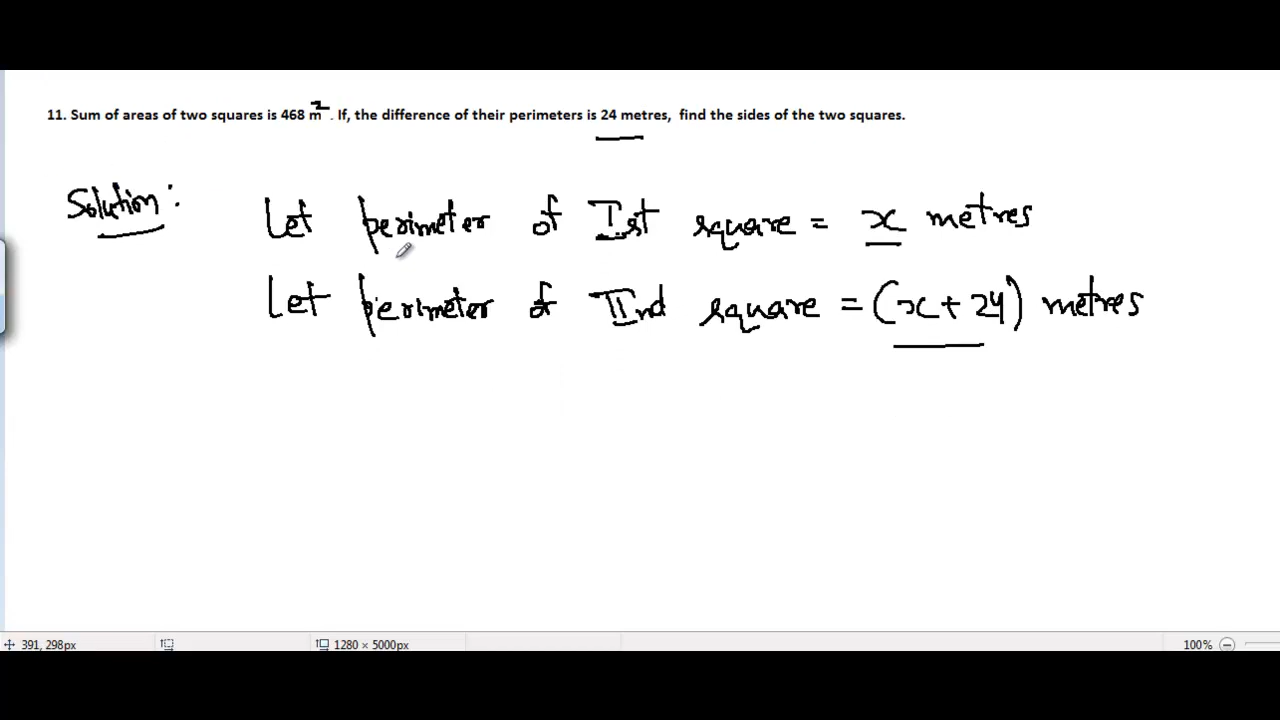 11. Sum of areas of two squares is 468 m². If, the difference of their perimeters is 24 metres, find the sides of the two squares.
Solution:
Let perimeter of Ist square = x metres
Let perimeter of IInd square = (x+24) metres
391, 298px
1280 × 5000px
100%